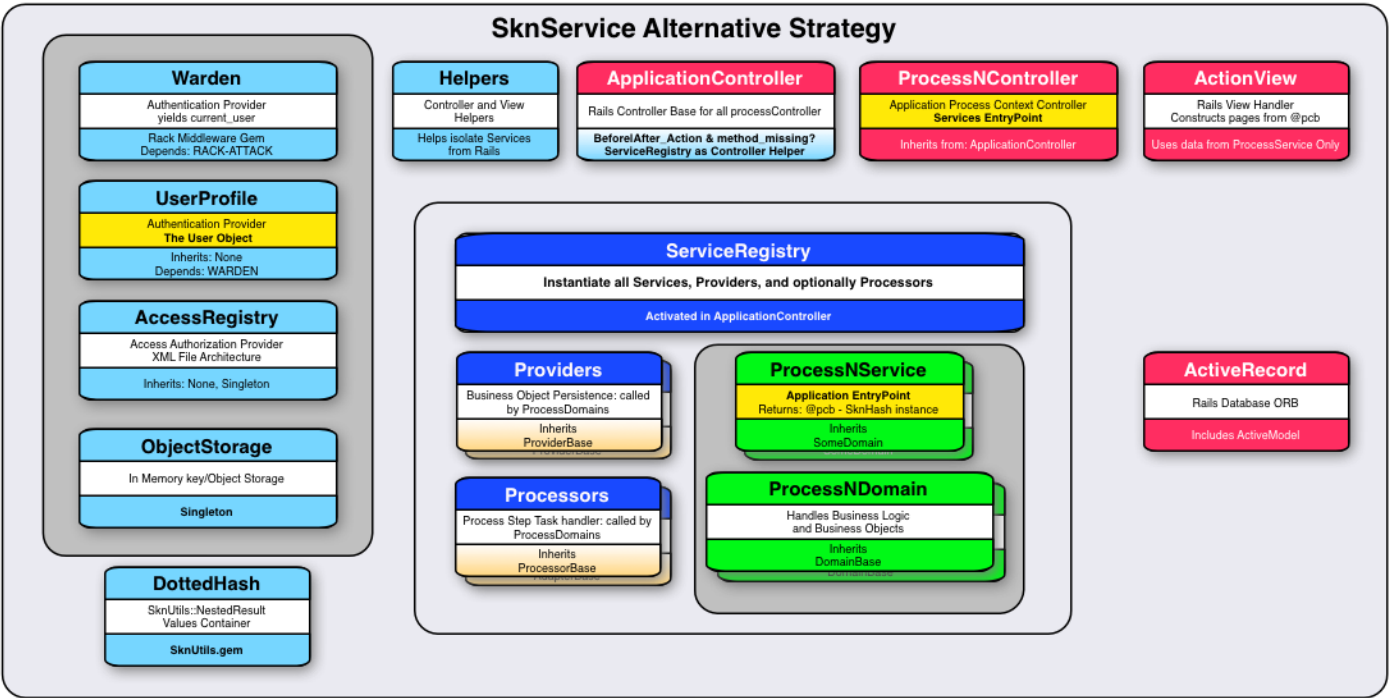 SknService Alternative Strategy
Warden
Authentication Provider
yields current_user
Rack Middleware Gem
Depends: RACK-ATTACK
UserProfile
Authentication Provider
The User Object
Inherits: None
Depends: WARDEN
AccessRegistry
Access Authorization Provider
XML File Architecture
Inherits: None, Singleton
ObjectStorage
In Memory key/Object Storage
Singleton
DottedHash
SknUtils::NestedResult
Values Container
SknUtils.gem
Helpers
Controller and View
Helpers
Helps isolate Services
from Rails
ApplicationController
Rails Controller Base for all processController
BeforelAfter_Action & method_missing?
ServiceRegistry as Controller Helper
ProcessNController
Application Process Context Controller
Services EntryPoint
Inherits from: ApplicationController
ActionView
Rails View Handler
Constructs pages from @pcb
Uses data from ProcessService Only
ServiceRegistry
Instantiate all Services, Providers, and optionally Processors
Activated in ApplicationController
Providers
Business Object Persistence: called
by ProcessDomains
Inherits
ProviderBase
ProviderBase
Processors
Process Step Task handler: called by
ProcessDomains
Inherits
ProcessorBase
AdapterBase
ProcessNService
Application EntryPoint
Returns: @pcb - SknHash instance
Inherits
SomeDomain
SomeDomain
ProcessNDomain
Handles Business Logic
and Business Objects
Inherits
DomainBase
DomainBase
ActiveRecord
Rails Database ORB
Includes ActiveModel